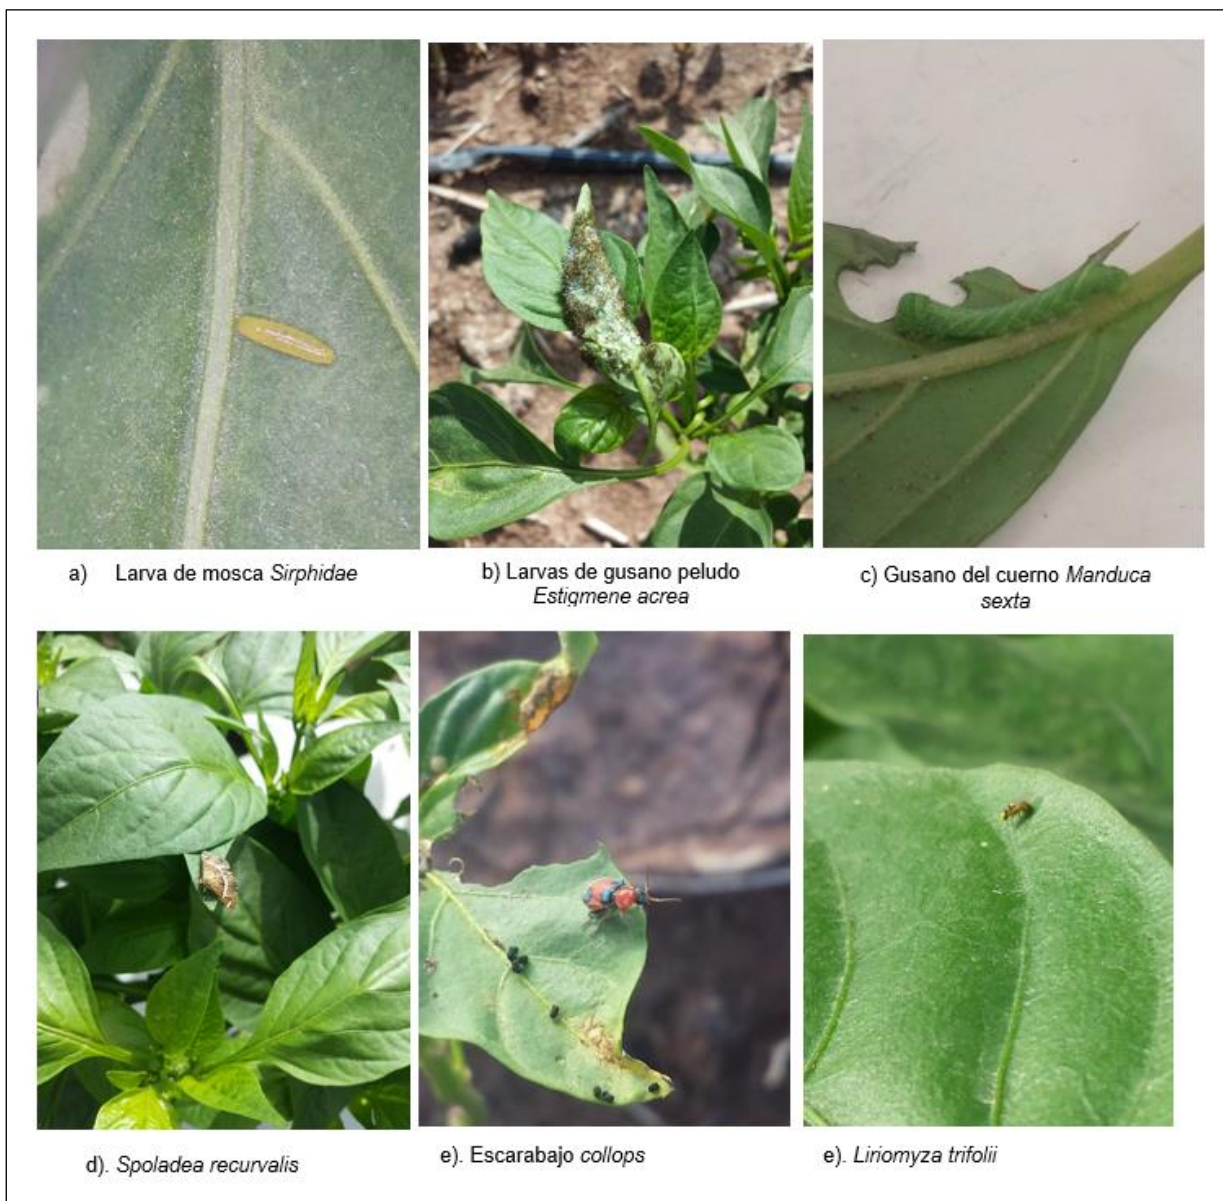 a) Larva de mosca Sirphidae
b) Larvas de gusano peludo
Estigmene acrea
c) Gusano del cuerno Manduca
sexta
d). Spoladea recurvalis
e). Escarabajo collops
e). Liriomyza trifolii